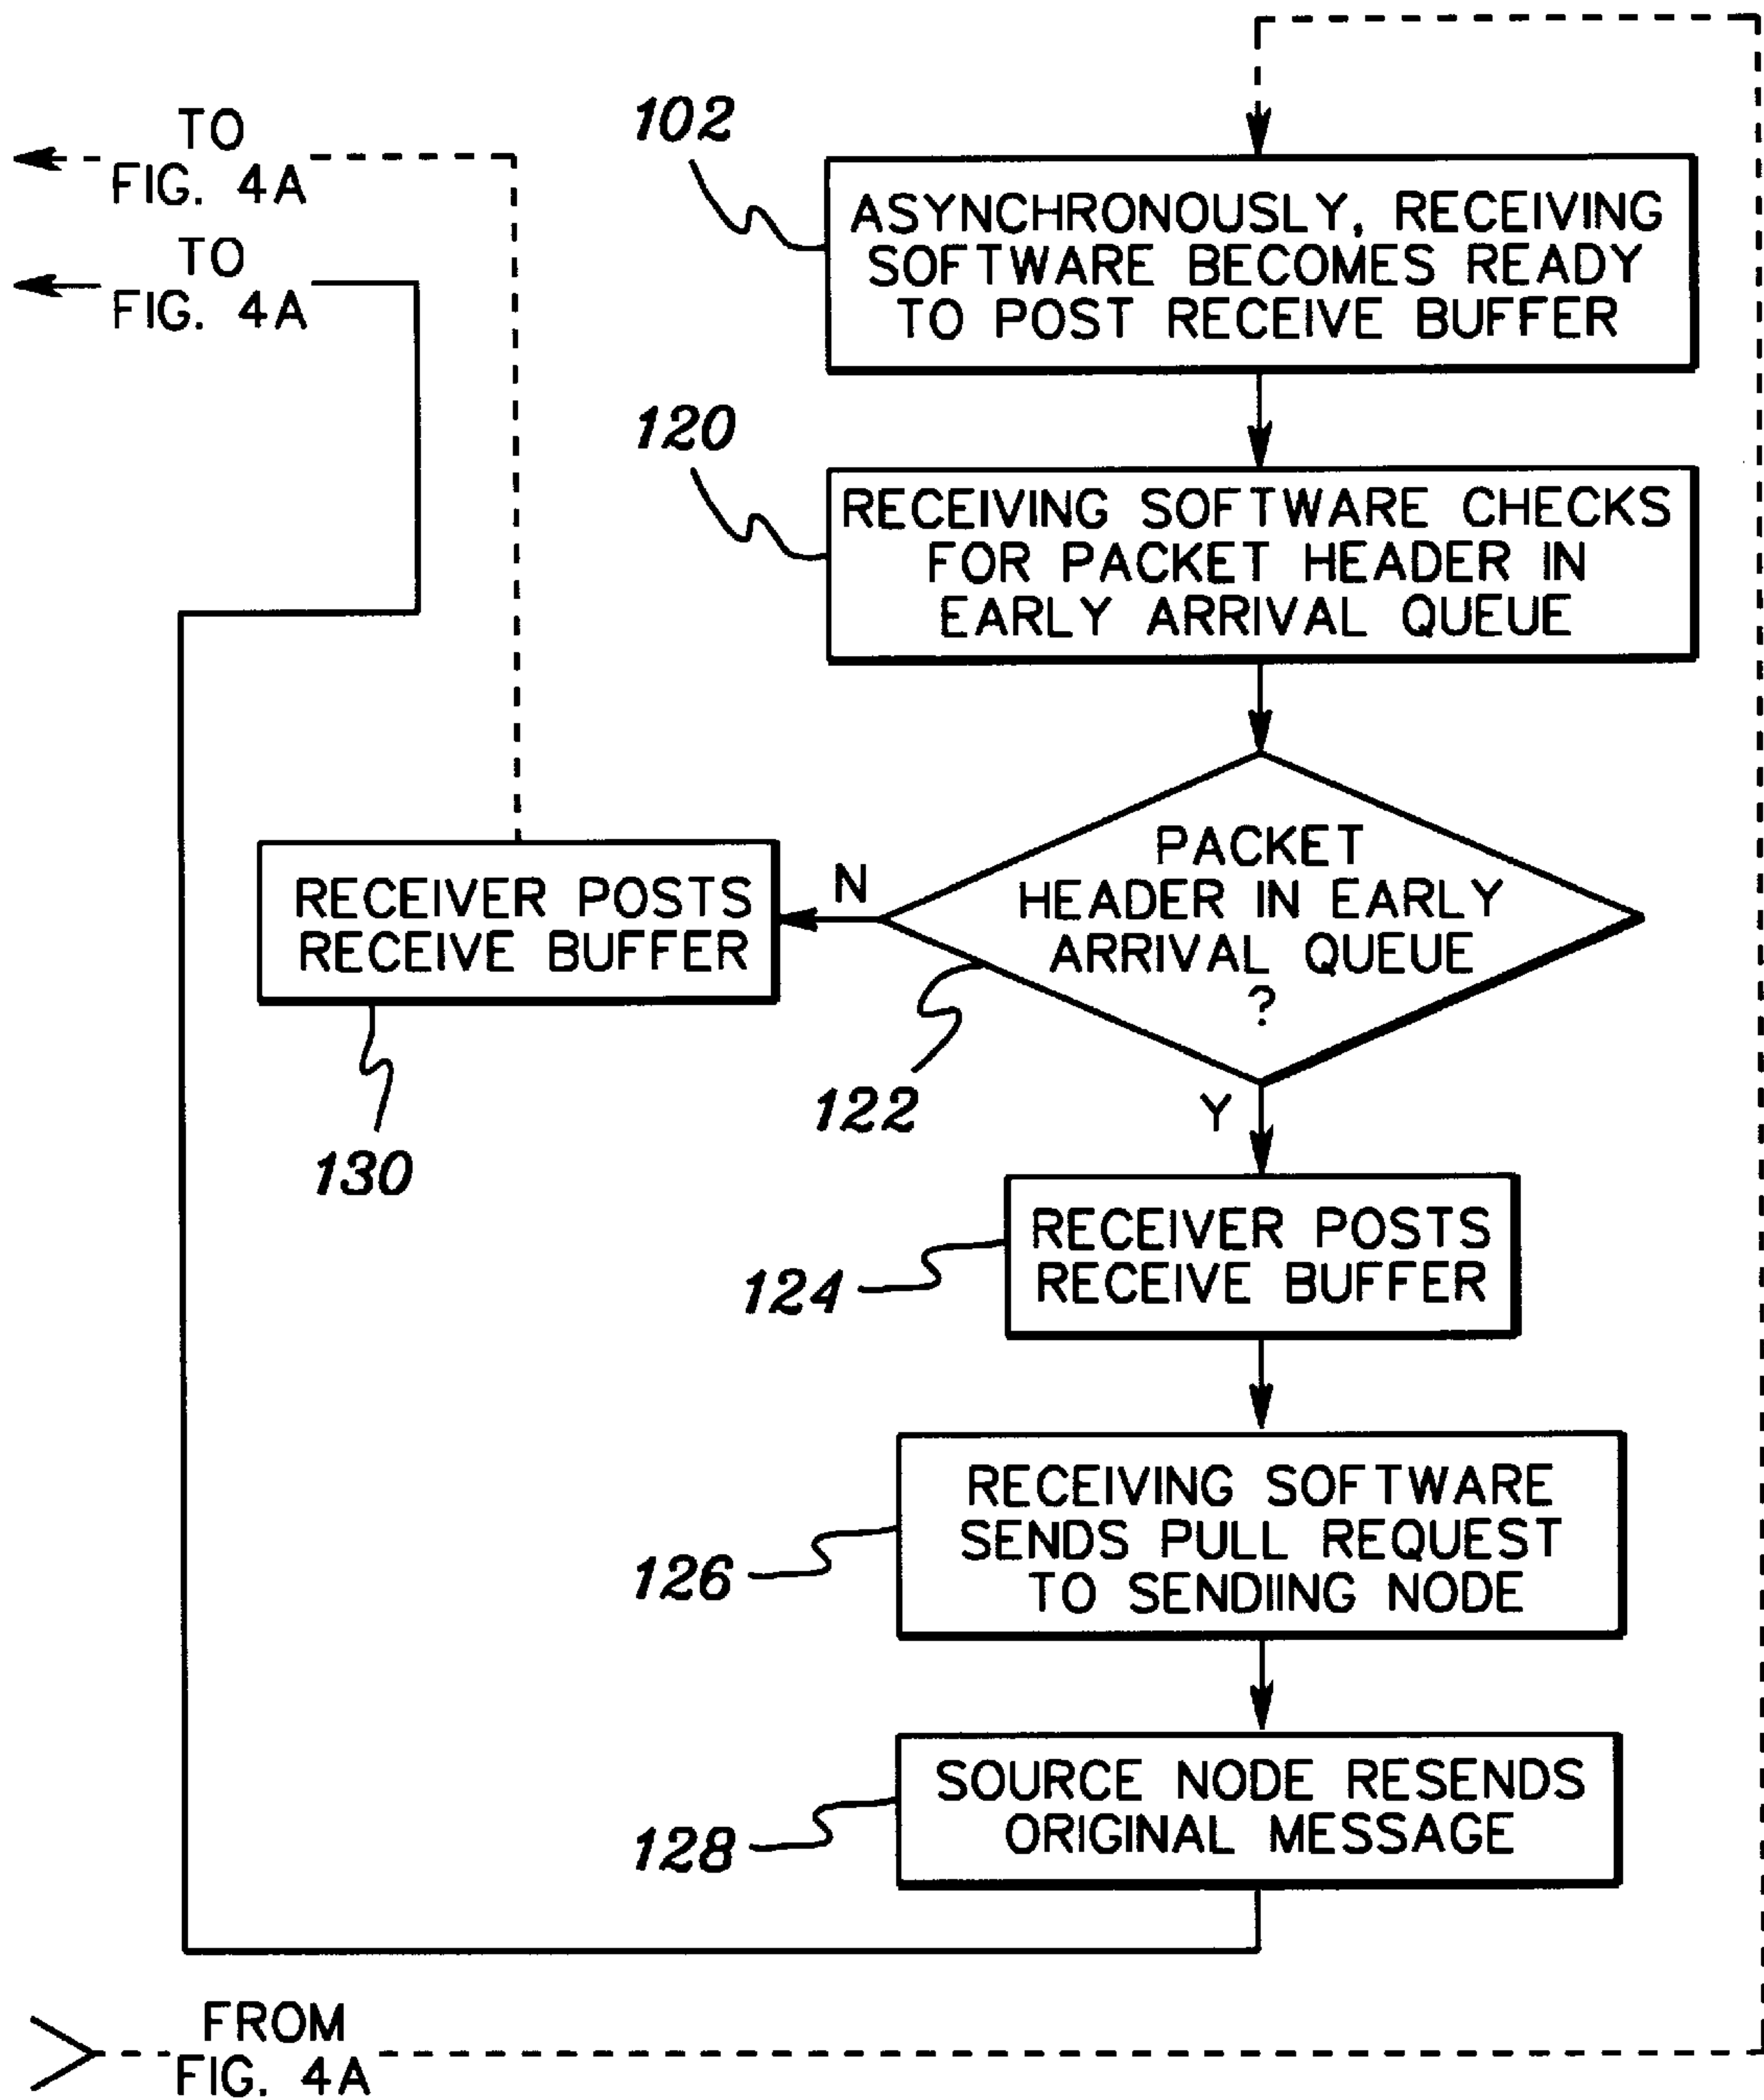 TO
FIG. 4A
TO
FIG. 4A
102
ASYNCHRONOUSLY, RECEIVING
SOFTWARE BECOMES READY
TO POST RECEIVE BUFFER
120
RECEIVING SOFTWARE CHECKS
FOR PACKET HEADER IN
EARLY ARRIVAL QUEUE
PACKET
HEADER IN EARLY
ARRIVAL QUEUE
?
122
N
RECEIVER POSTS
RECEIVE BUFFER
130
Y
RECEIVER POSTS
RECEIVE BUFFER
124
RECEIVING SOFTWARE
SENDS PULL REQUEST
TO SENDIING NODE
126
SOURCE NODE RESENDS
ORIGINAL MESSAGE
128
FROM
FIG. 4A